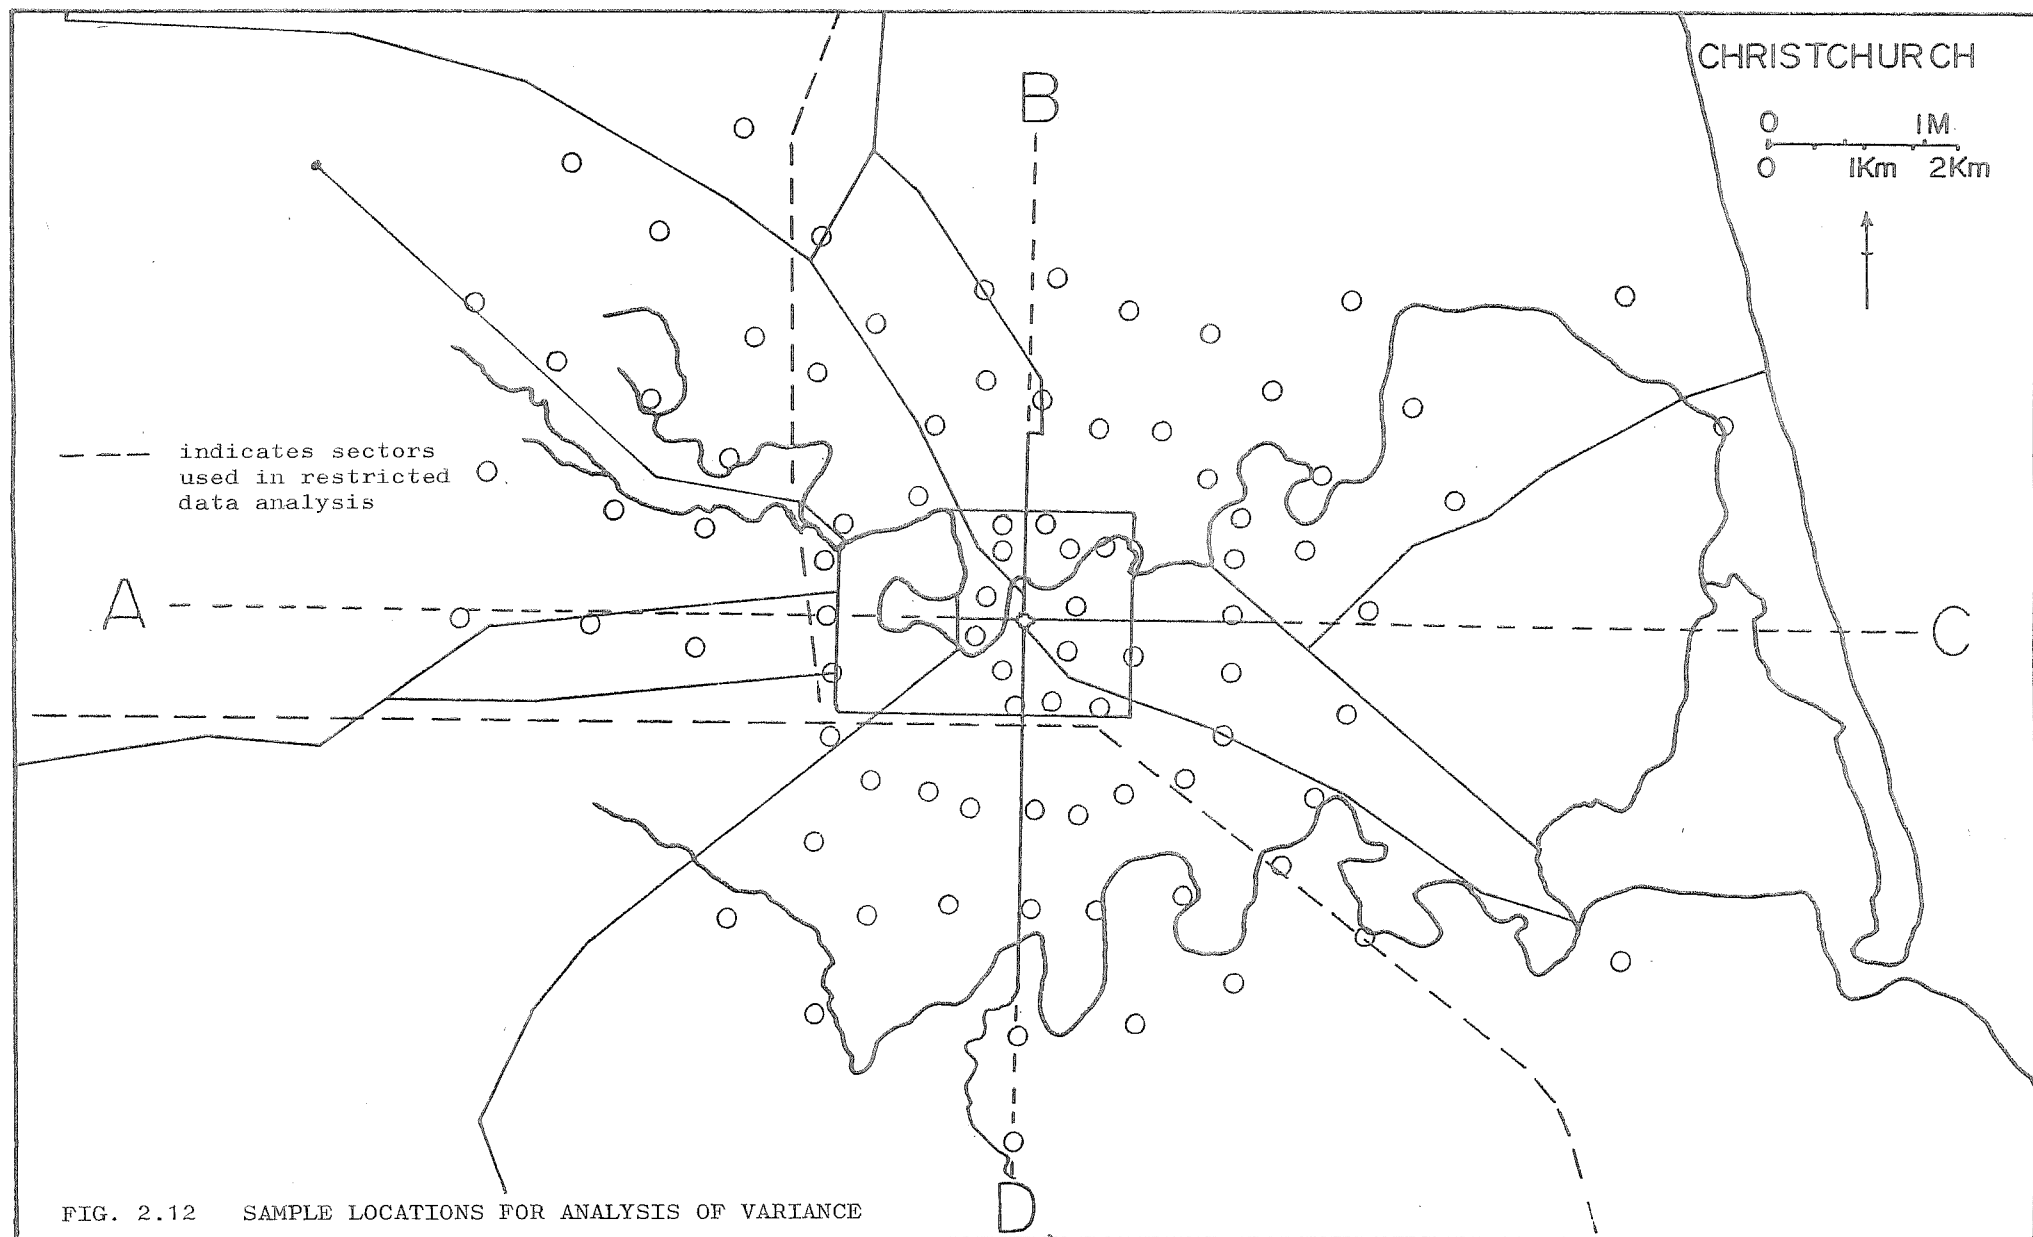 CHRISTCHURCH
B
0 1M
0 1Km 2Km
— — — indicates sectors
used in restricted
data analysis
A
C
D
FIG. 2.12 SAMPLE LOCATIONS FOR ANALYSIS OF VARIANCE